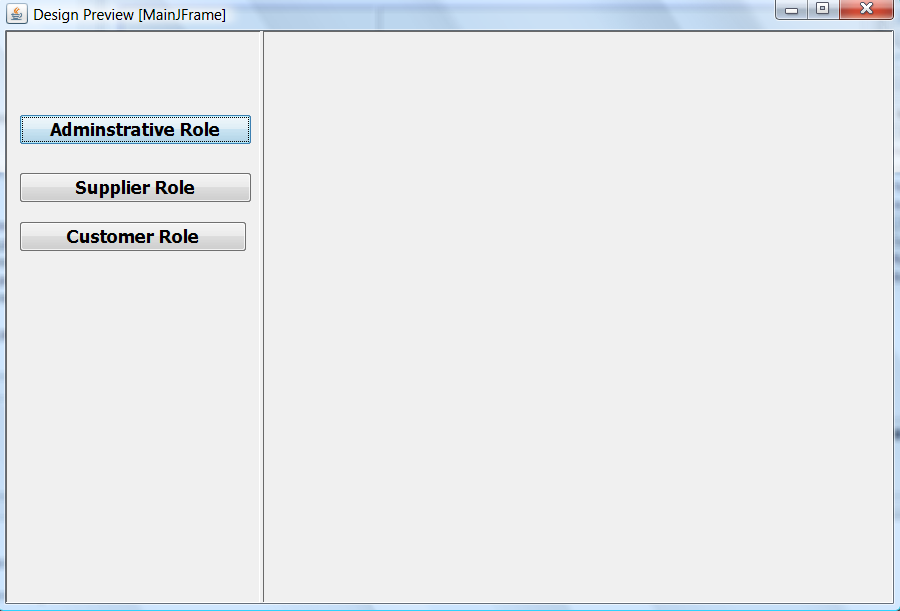 Design Preview [MainJFrame]
Adminstrative Role
Supplier Role
Customer Role